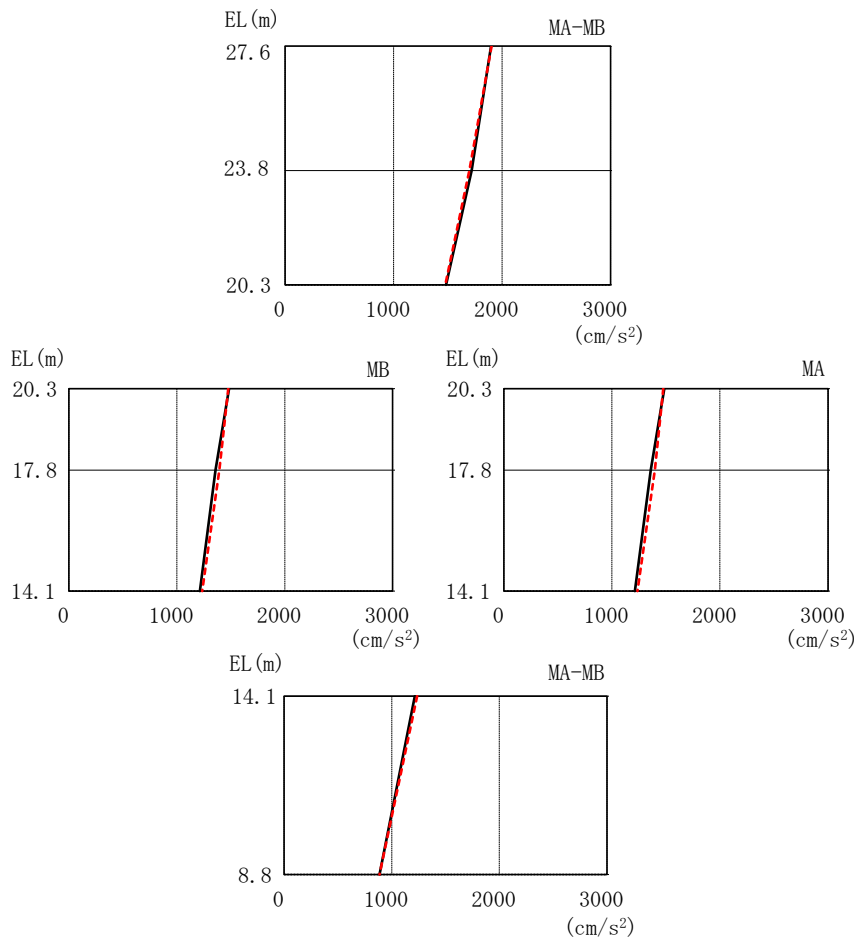 EL(m) MA-MB
27.6
23.8
20.3
0 1000 2000 3000
(cm/s²)
EL(m) MB
20.3
17.8
14.1
0 1000 2000 3000
(cm/s²)
EL(m) MA
20.3
17.8
14.1
0 1000 2000 3000
(cm/s²)
EL(m) MA-MB
14.1
8.8
0 1000 2000 3000
(cm/s²)